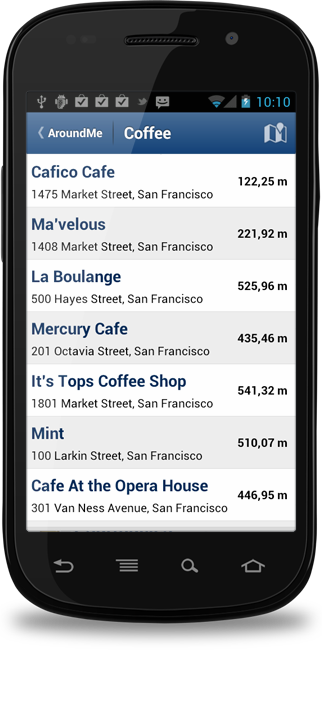 10:10
AroundMe
Coffee
Cafico Cafe
1475 Market Street, San Francisco
122,25 m
Ma'velous
1408 Market Street, San Francisco
221,92 m
La Boulange
500 Hayes Street, San Francisco
525,96 m
Mercury Cafe
201 Octavia Street, San Francisco
435,46 m
It's Tops Coffee Shop
1801 Market Street, San Francisco
541,32 m
Mint
100 Larkin Street, San Francisco
510,07 m
Cafe At the Opera House
301 Van Ness Avenue, San Francisco
446,95 m